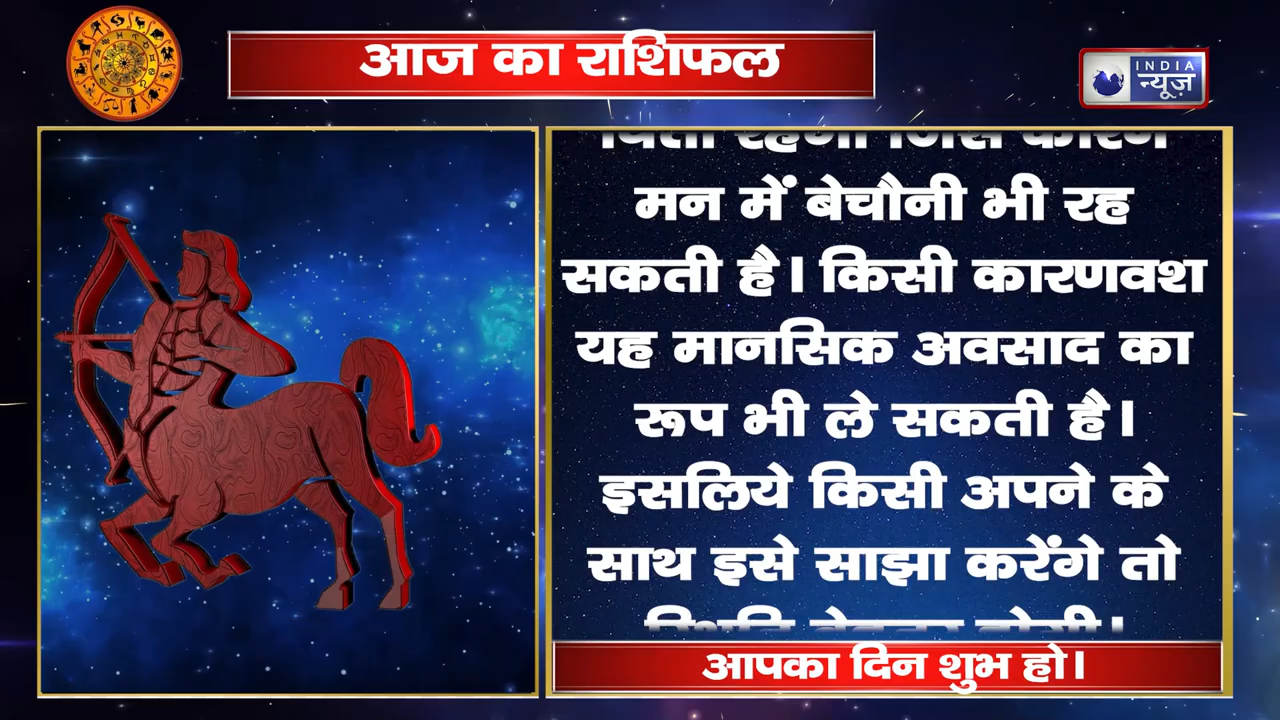 आज का राशिफल
INDIA
न्यूज़
मन में बेचौनी भी रह
सकती है। किसी कारणवश
यह मानसिक अवसाद का
रूप भी ले सकती है।
इसलिये किसी अपने के
साथ इसे साझा करेंगे तो
आपका दिन शुभ हो।